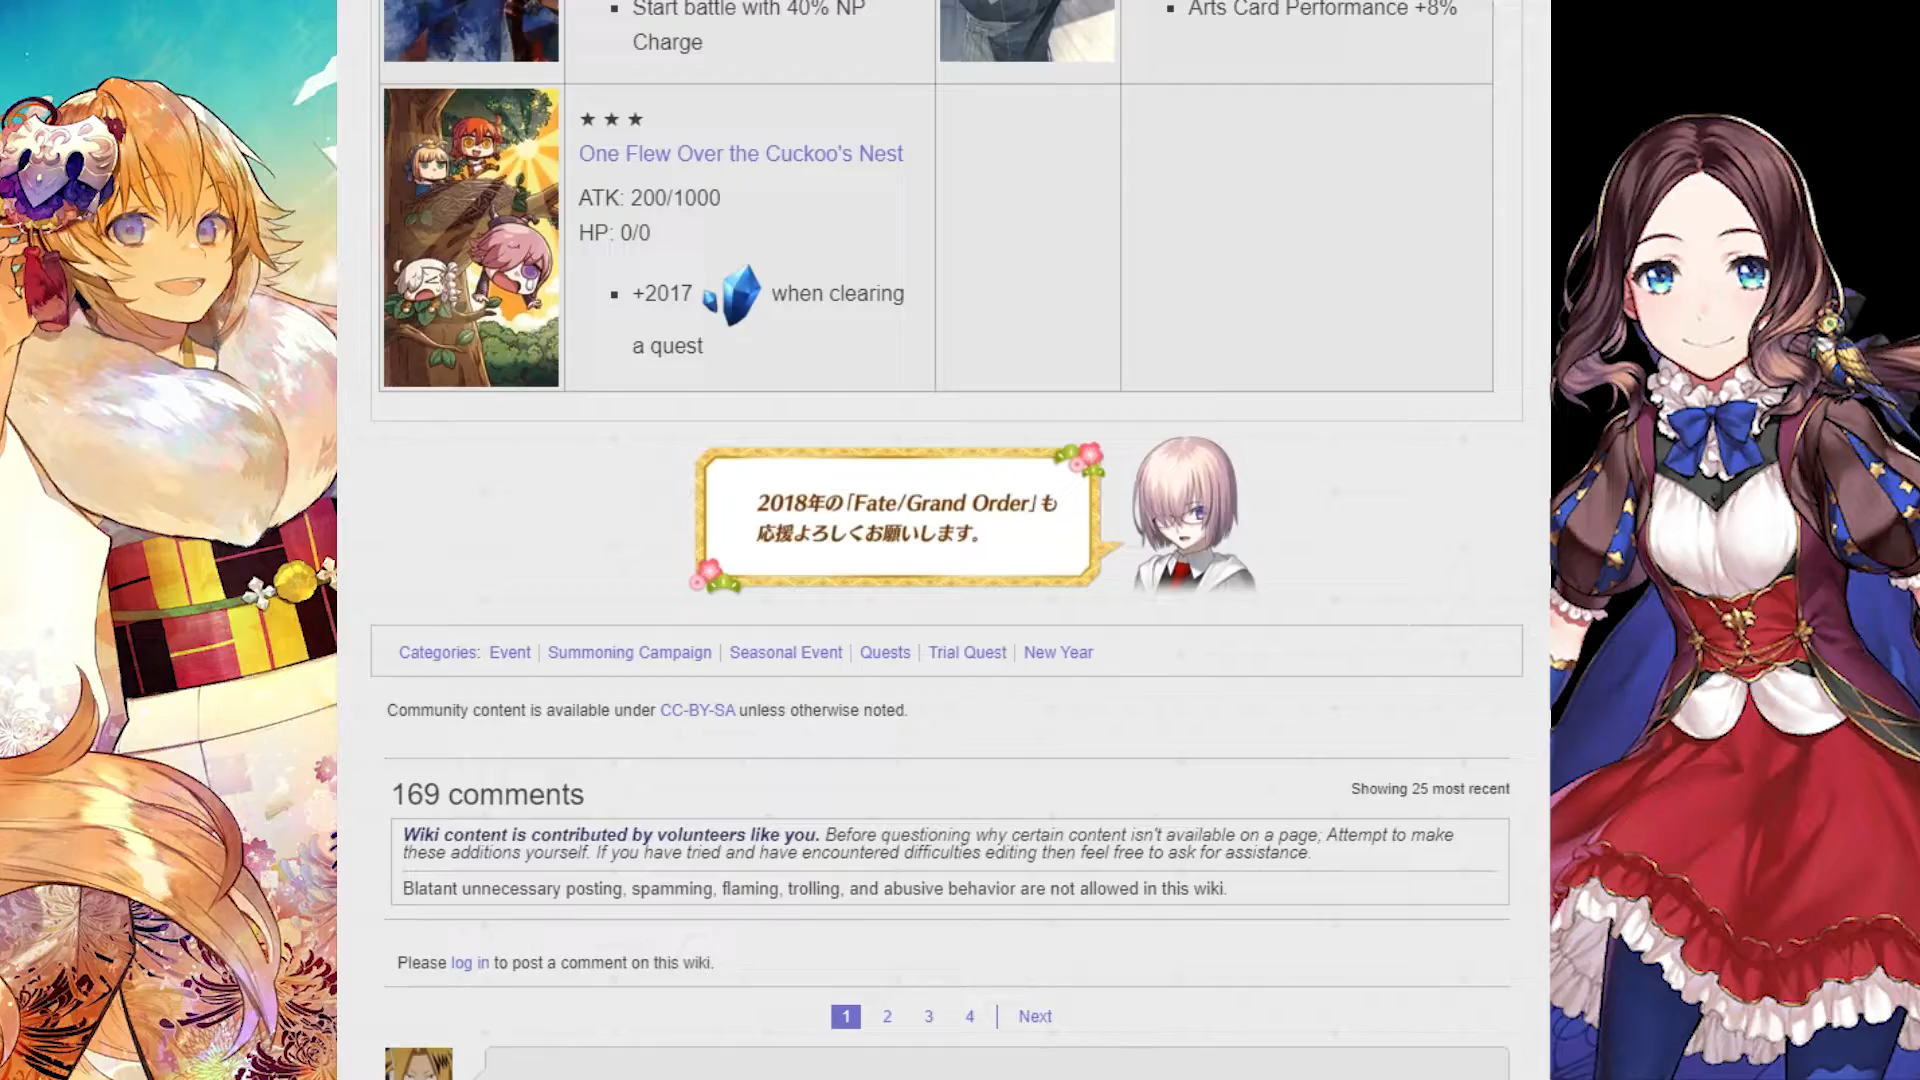 Start battle with 40% NP
Charge
Arts Card Performance +8%
★ ★ ★
One Flew Over the Cuckoo's Nest
ATK: 200/1000
HP: 0/0
+2017 when clearing
a quest
2018年の｢Fate/Grand Order｣も
応援よろしくお願いします。
Categories: Event Summoning Campaign Seasonal Event Quests Trial Quest New Year
Community content is available under CC-BY-SA unless otherwise noted.
169 comments
Showing 25 most recent
Wiki content is contributed by volunteers like you. Before questioning why certain content isn't available on a page; Attempt to make
these additions yourself. If you have tried and have encountered difficulties editing then feel free to ask for assistance.
Blatant unnecessary posting, spamming, flaming, trolling, and abusive behavior are not allowed in this wiki.
Please log in to post a comment on this wiki.
1 2 3 4 Next